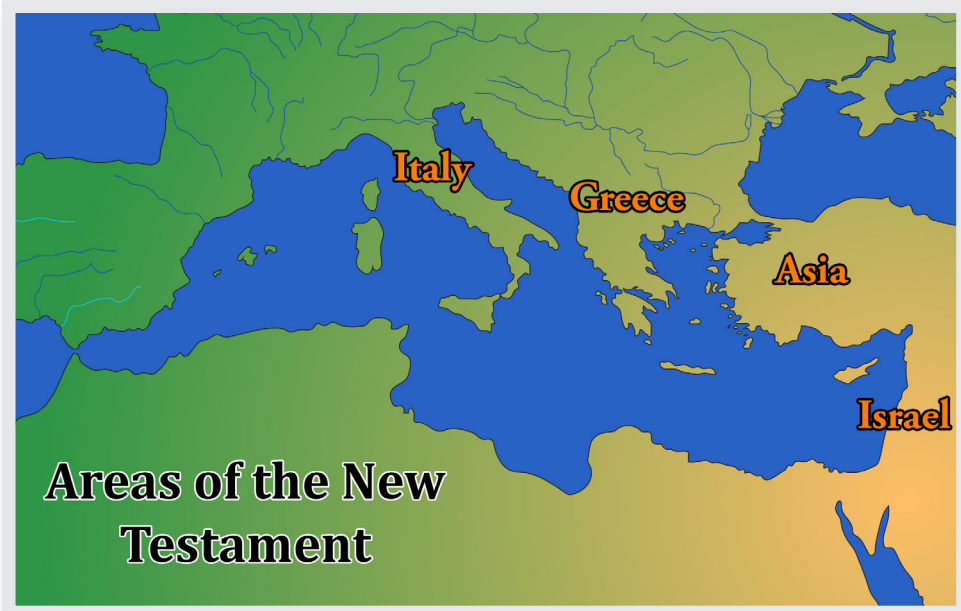 Italy
Greece
Asia
Israel
Areas of the New
Testament